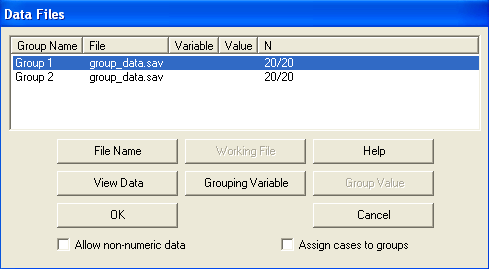 Data Files
Group Name File Variable Value N
Group 1 group_data.sav 20/20
Group 2 group_data.sav 20/20
File Name Working File Help
View Data Grouping Variable Group Value
OK Cancel
Allow non-numeric data Assign cases to groups